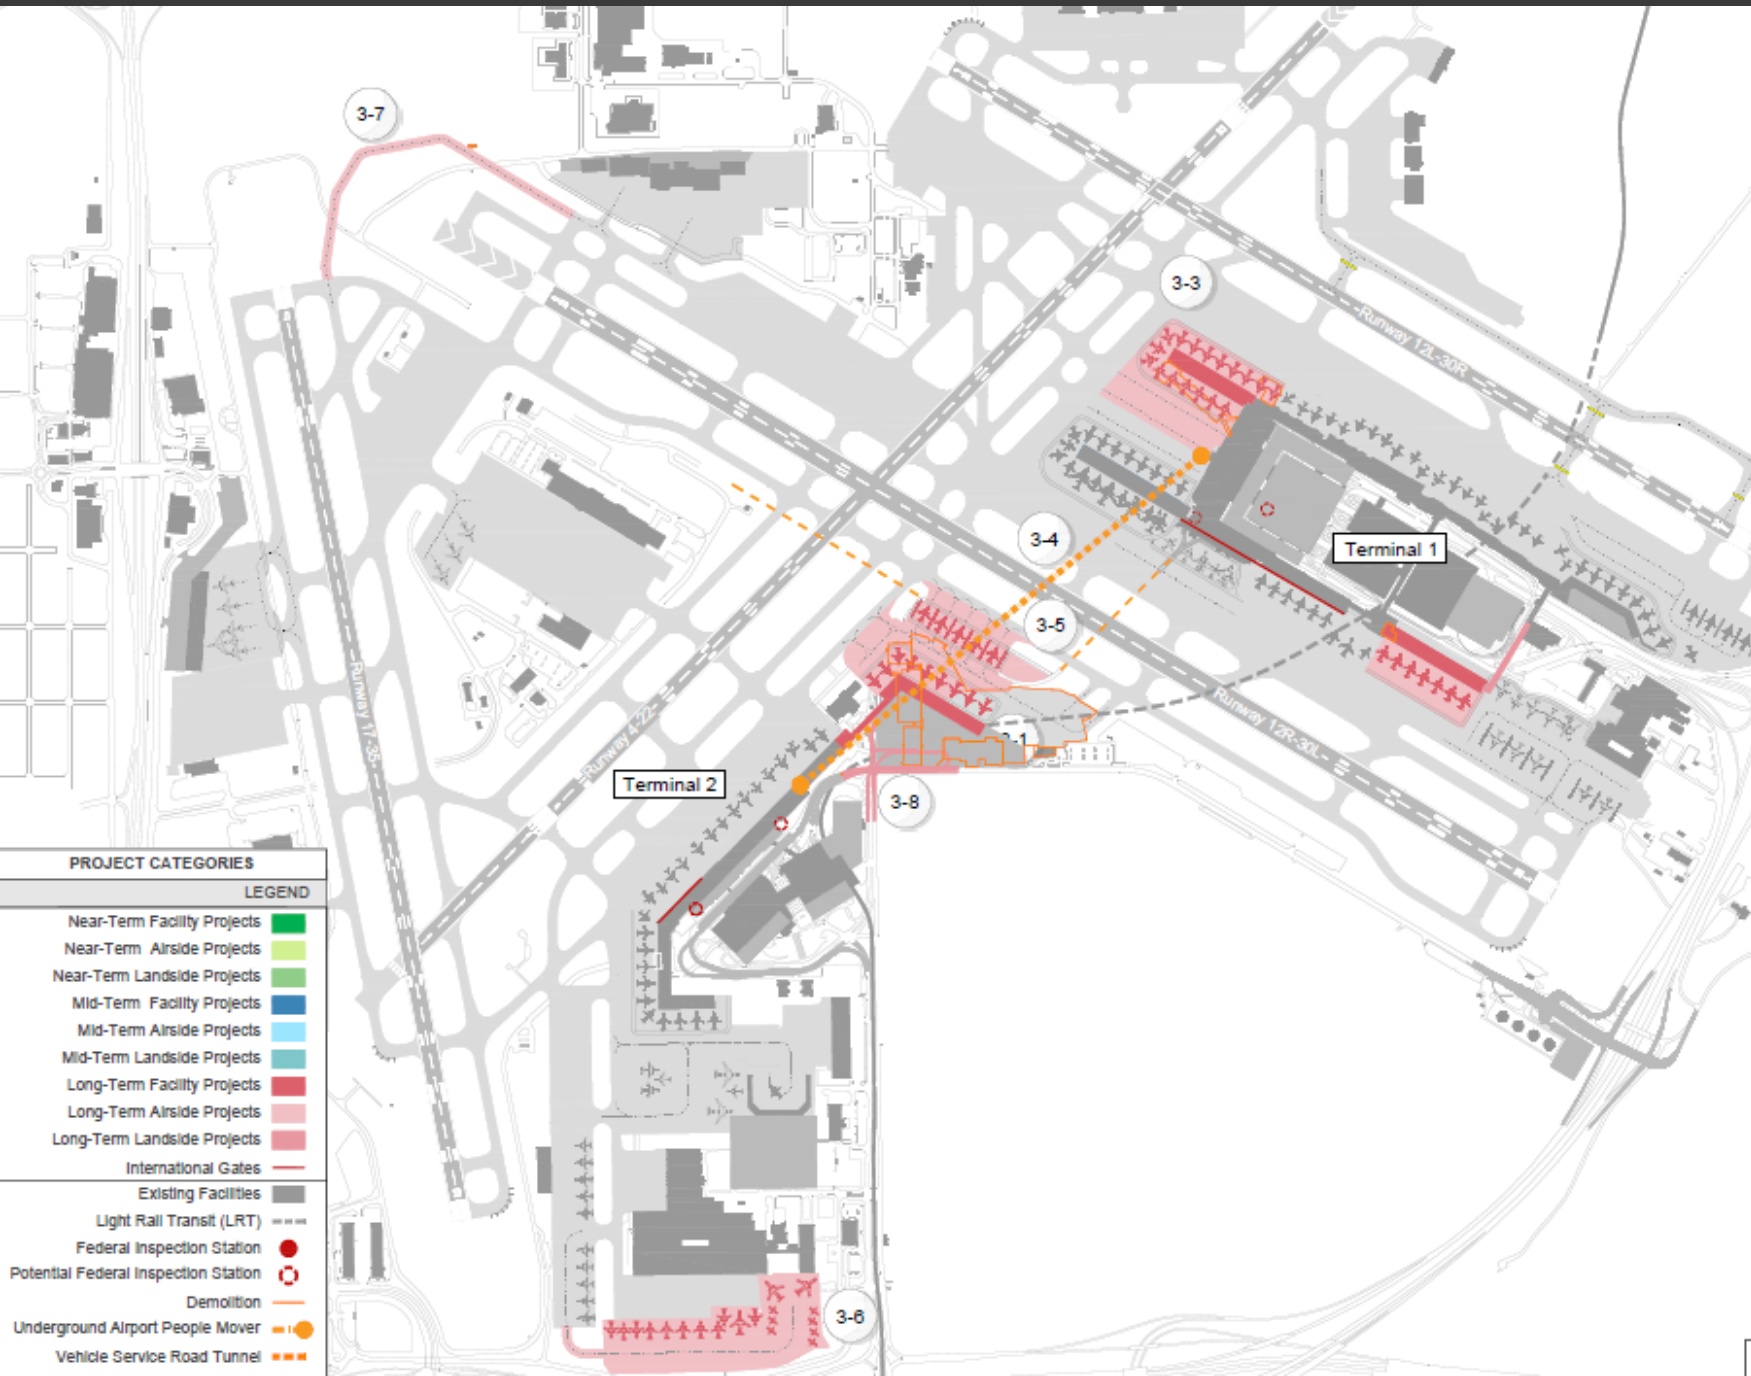 3-7
3-3
Runway 12L-30R
3-4
Terminal 1
3-5
Runway 17-35
Runway 4-22
Runway 12R-30L
-1
Terminal 2
3-8
3-6
PROJECT CATEGORIES
LEGEND
Near-Term Facility Projects
Near-Term Airside Projects
Near-Term Landside Projects
Mid-Term Facility Projects
Mid-Term Airside Projects
Mid-Term Landside Projects
Long-Term Facility Projects
Long-Term Airside Projects
Long-Term Landside Projects
International Gates
Existing Facilities
Light Rail Transit (LRT)
Federal Inspection Station
Potential Federal Inspection Station
Demolition
Underground Airport People Mover
Vehicle Service Road Tunnel